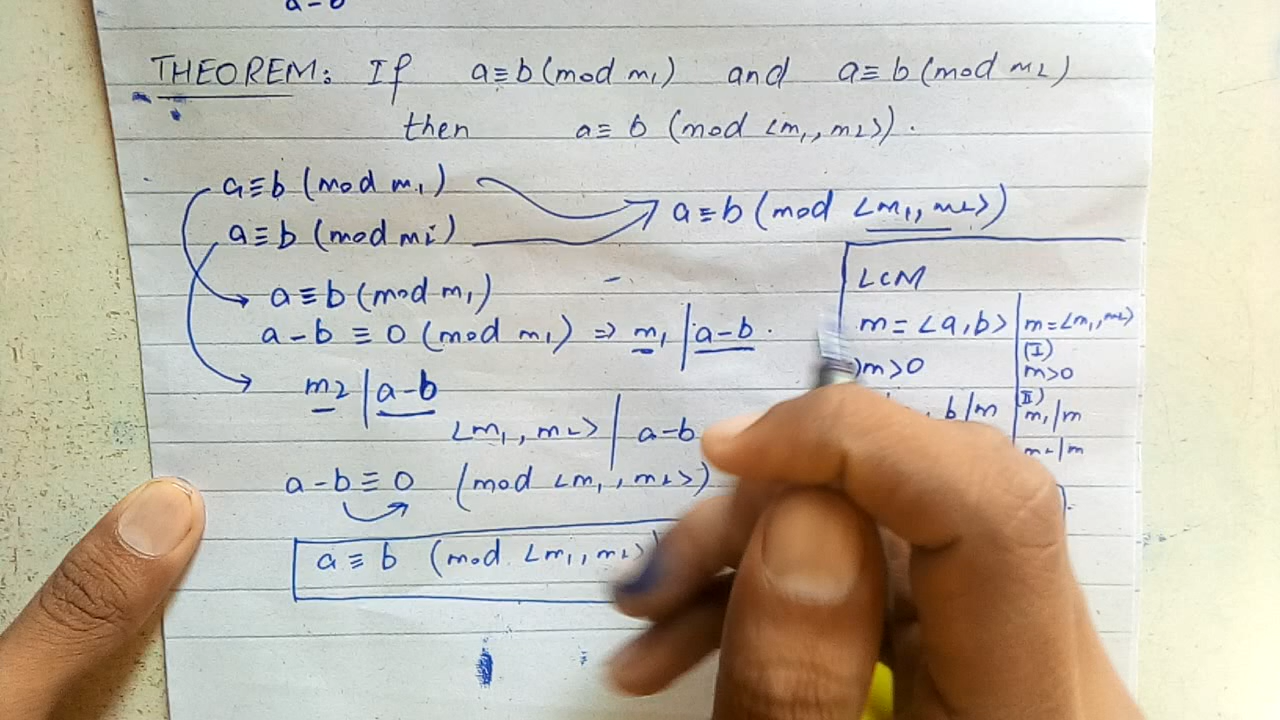 a-b
THEOREM: If a≡b (mod m₁) and a≡b (mod m₂)
then a≡ b (mod <m₁, m₂>).
a≡b (mod m₁)
a≡b (mod m₂)
a≡b (mod <m₁, m₂>)
a≡b (mod m₁)
a-b ≡ 0 (mod m₁) ⇒ m₁ | a-b.
m₂ | a-b
<m₁, m₂> | a-b
a-b≡0 (mod <m₁, m₂>)
a≡b (mod. <m₁, m₂>
LCM
m = <a, b>
)m>0
b/m
m=<m₁, m₂>
(I)
m>0
II)
m₁/m
m₂/m
).